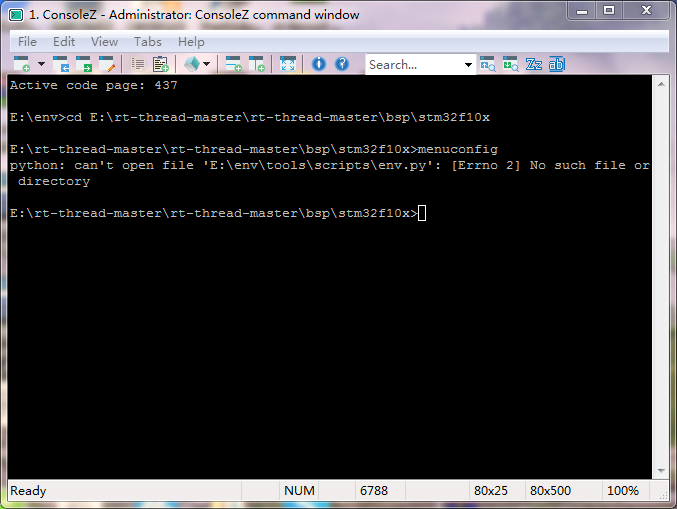 1. ConsoleZ - Administrator: ConsoleZ command window
File Edit View Tabs Help
Search...
Active code page: 437
E:\env>cd E:\rt-thread-master\rt-thread-master\bsp\stm32f10x
E:\rt-thread-master\rt-thread-master\bsp\stm32f10x>menuconfig
python: can't open file 'E:\env\tools\scripts\env.py': [Errno 2] No such file or
directory
E:\rt-thread-master\rt-thread-master\bsp\stm32f10x>
Ready NUM 6788 80x25 80x500 100%